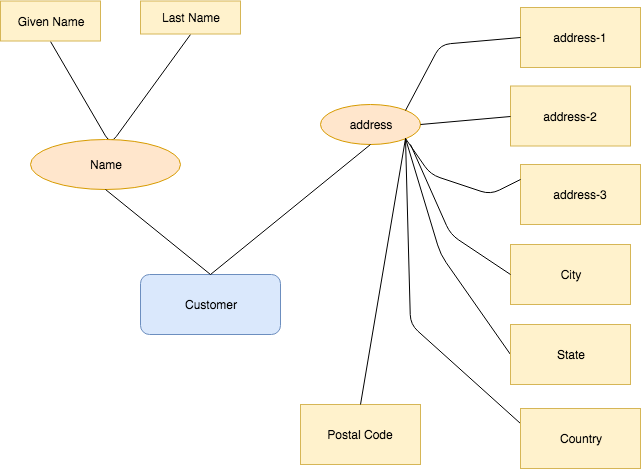 Given Name
Last Name
address-1
address-2
address
Name
address-3
City
Customer
State
Postal Code
Country